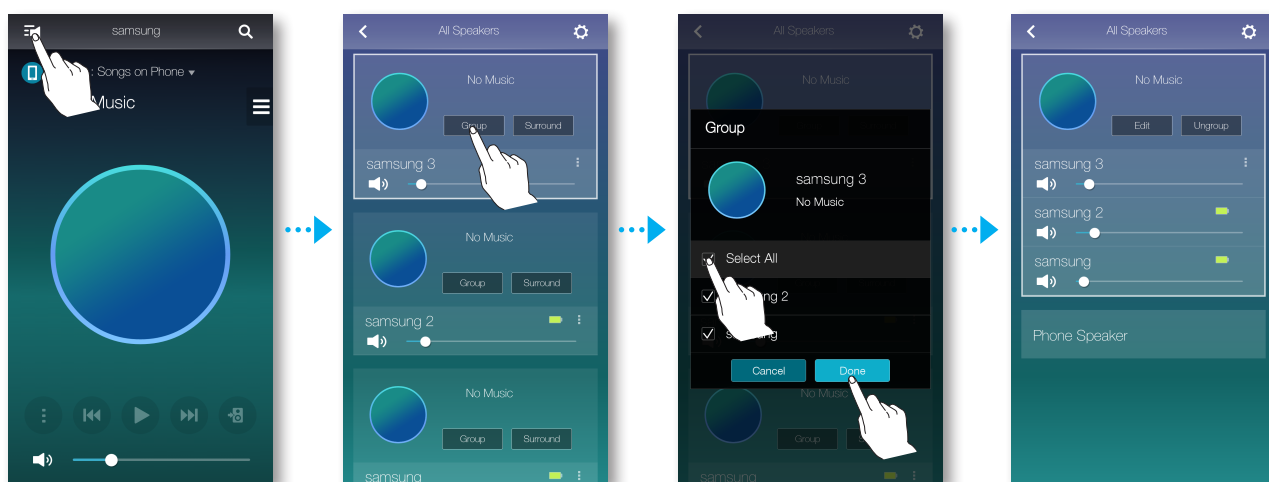 samsung
: Songs on Phone
Music
All Speakers
No Music
Group Surround
samsung 3
No Music
Group Surround
samsung 2
No Music
Group Surround
samsung
All Speakers
No Music
Group
samsung 3
No Music
Select All
Cancel Done
No Music
Group
samsung
All Speakers
No Music
Edit Ungroup
samsung 3
samsung 2
samsung
Phone Speaker